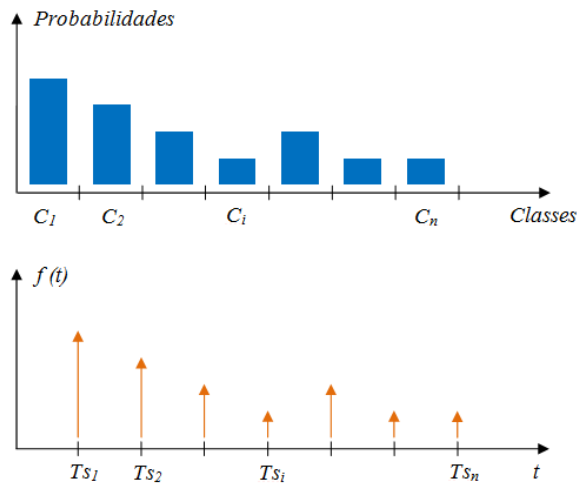 Probabilidades
C1 C2 Ci Cn Classes
f (t)
Ts1 Ts2 Tsi Tsn t